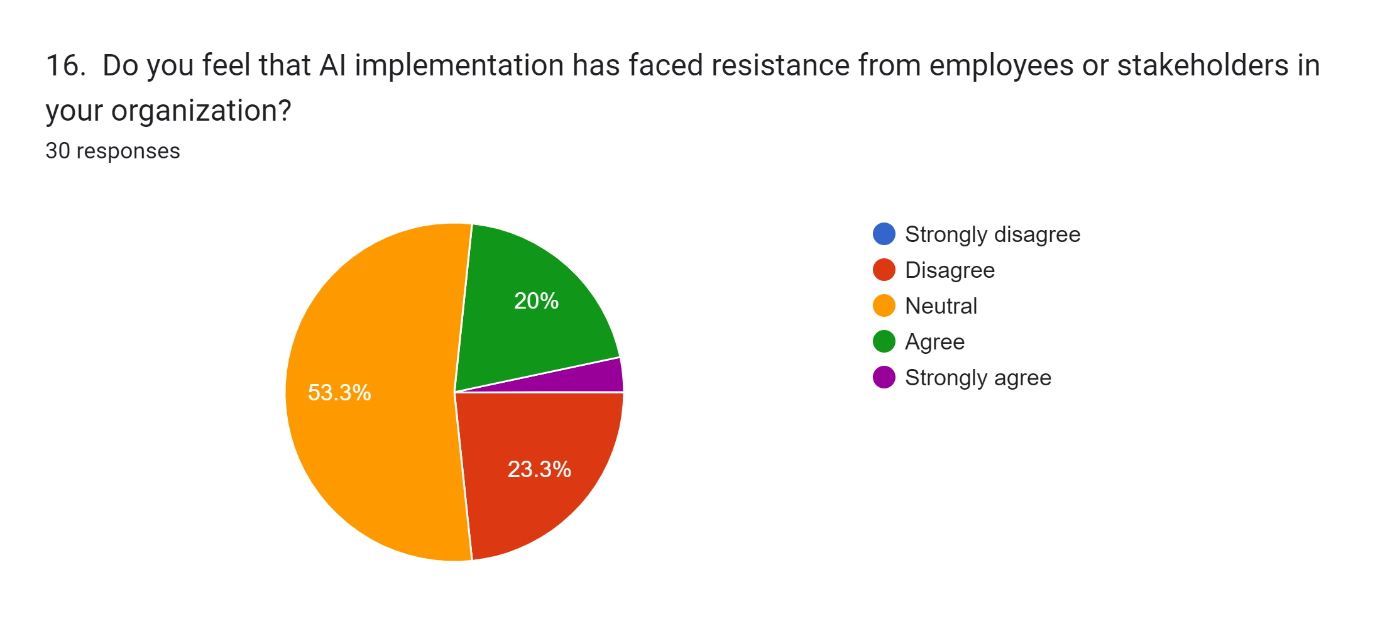 16.  Do you feel that AI implementation has faced resistance from employees or stakeholders in
your organization?
30 responses
20%
53.3%
23.3%
Strongly disagree
Disagree
Neutral
Agree
Strongly agree